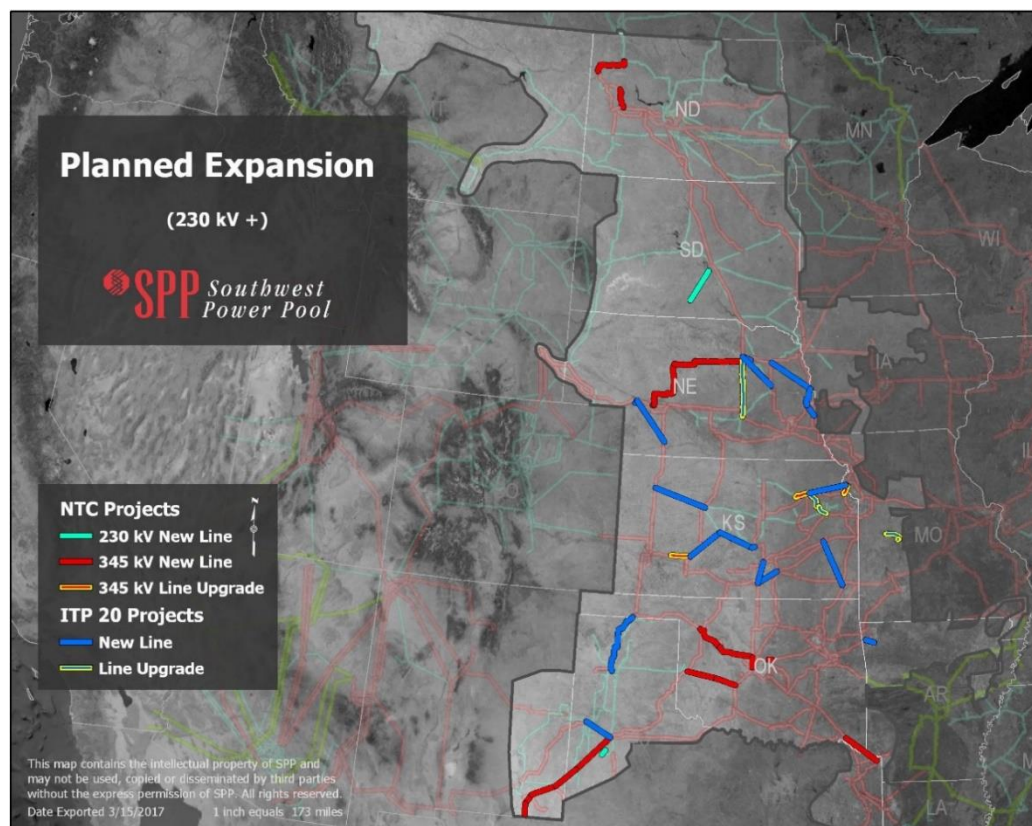 Planned Expansion
(230 kV +)
SPP Southwest
Power Pool
NTC Projects
N
230 kV New Line
345 kV New Line
345 kV Line Upgrade
ITP 20 Projects
New Line
Line Upgrade
This map contains the intellectual property of SPP and
may not be used, copied or disseminated by third parties
without the express permission of SPP. All rights reserved.
Date Exported 3/15/2017 1 inch equals 173 miles
ND
MN
SD
WI
NE
IA
KS
MO
OK
AR
LA